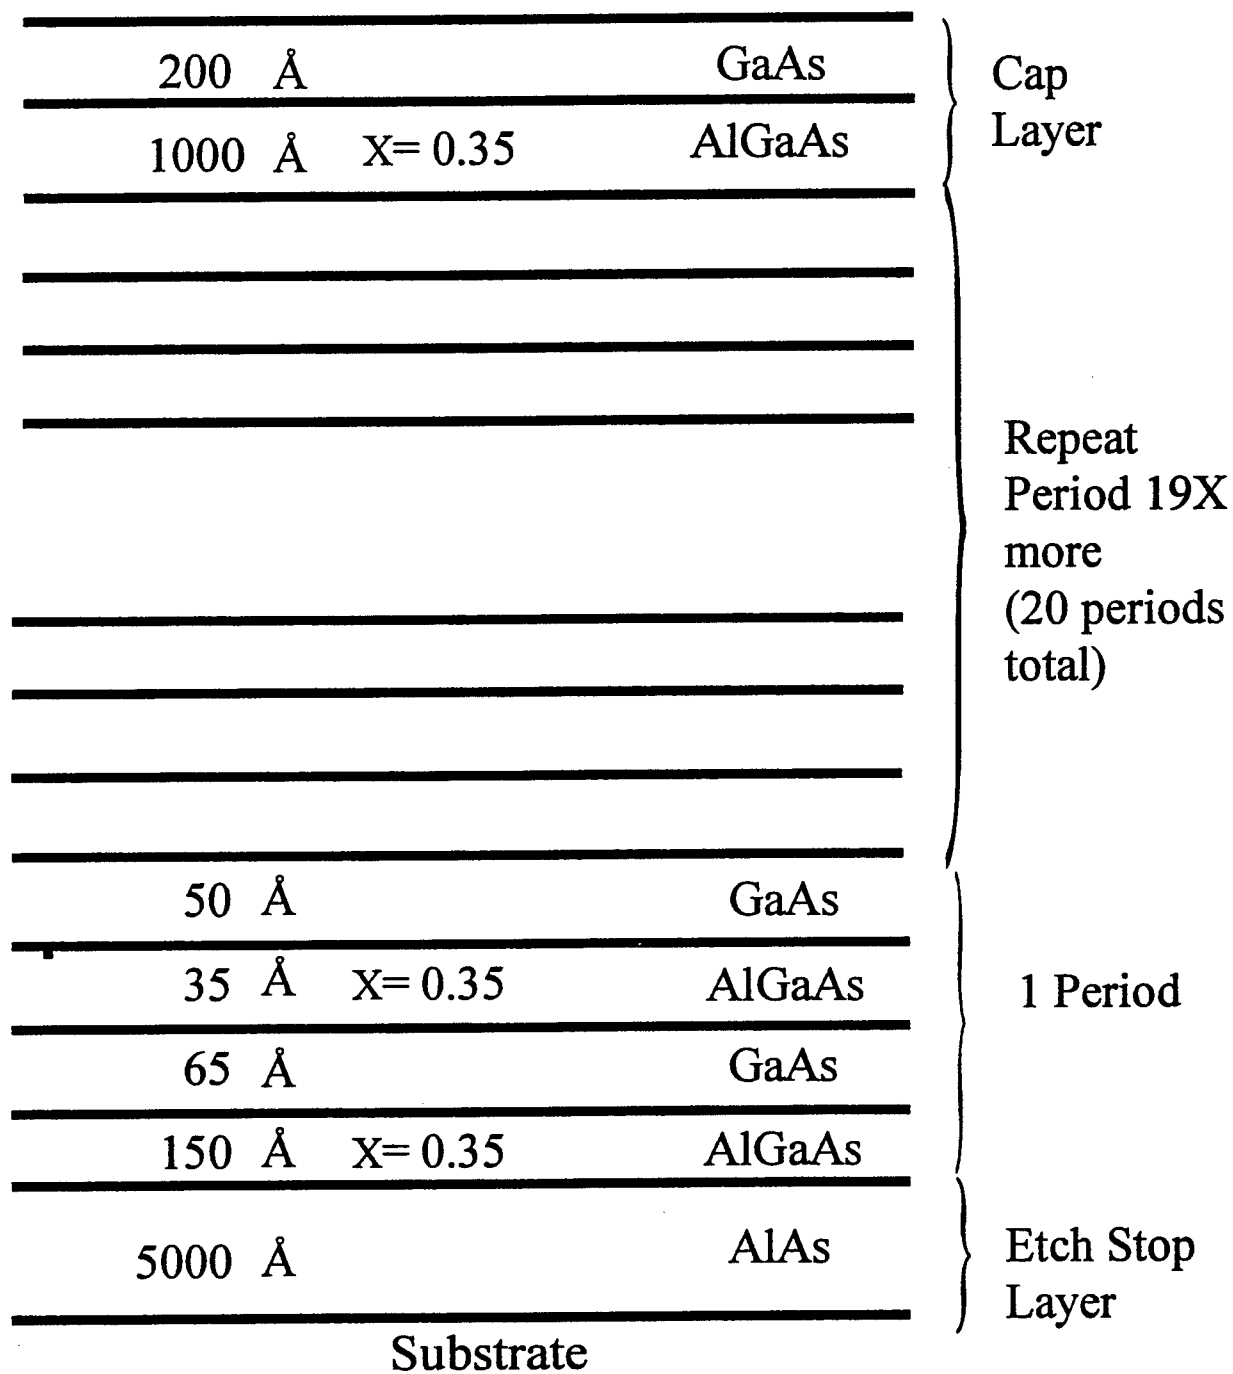 200 Å GaAs
1000 Å X= 0.35 AlGaAs
Cap
Layer
Repeat
Period 19X
more
(20 periods
total)
50 Å GaAs
35 Å X= 0.35 AlGaAs
65 Å GaAs
150 Å X= 0.35 AlGaAs
1 Period
5000 Å AlAs
Etch Stop
Layer
Substrate